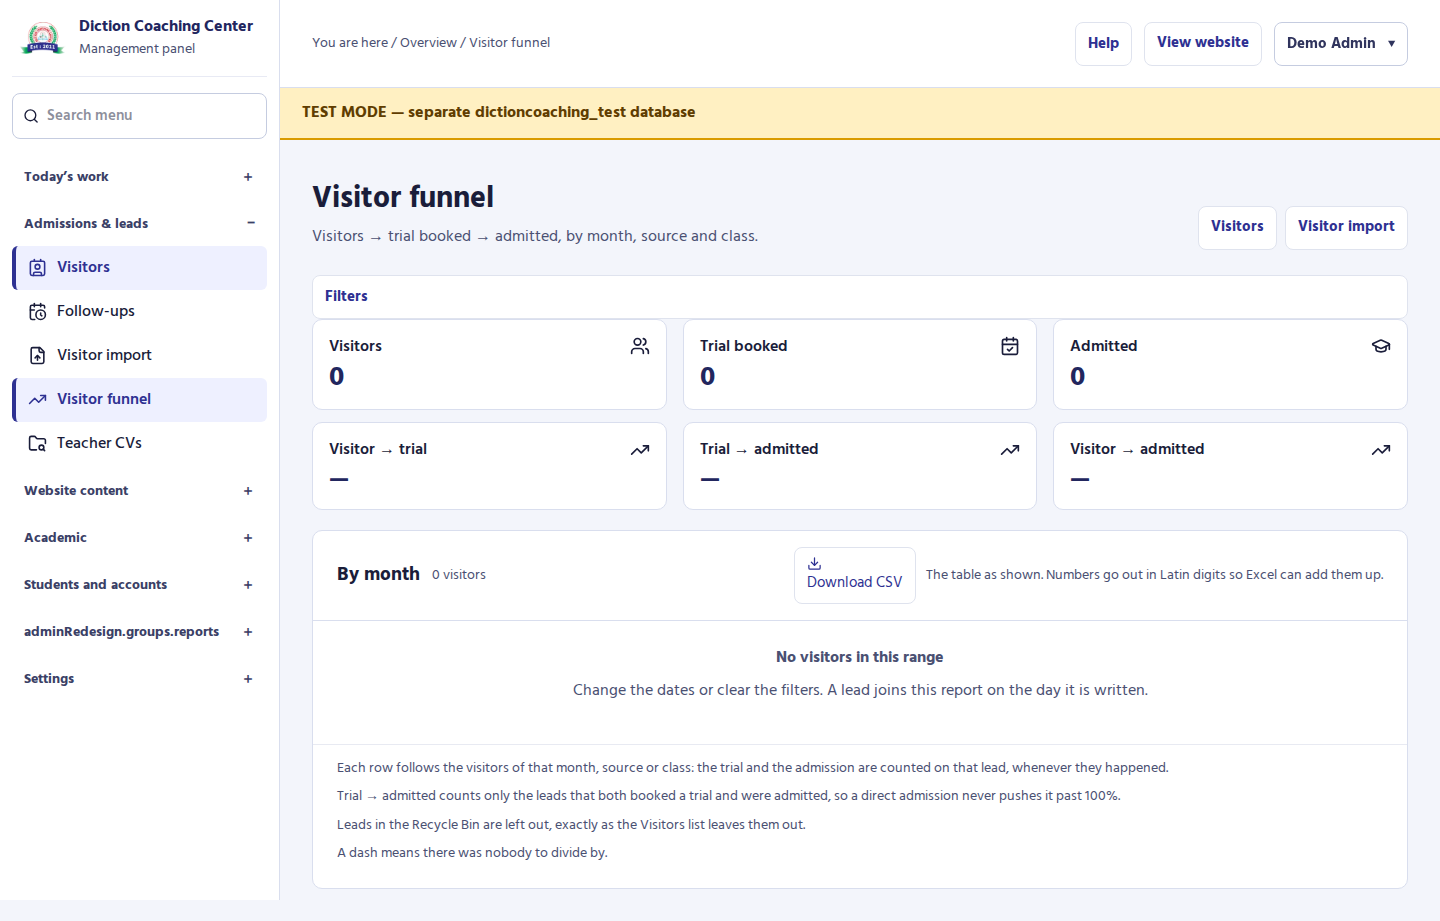 Diction Coaching Center
Management panel
Est : 2011
Search menu
Today’s work +
Admissions & leads −
Visitors
Follow-ups
Visitor import
Visitor funnel
Teacher CVs
Website content +
Academic +
Students and accounts +
adminRedesign.groups.reports +
Settings +
You are here / Overview / Visitor funnel
Help
View website
Demo Admin ▾
TEST MODE — separate dictioncoaching_test database
Visitor funnel
Visitors → trial booked → admitted, by month, source and class.
Visitors
Visitor import
Filters
Visitors
0
Trial booked
0
Admitted
0
Visitor → trial
—
Trial → admitted
—
Visitor → admitted
—
By month 0 visitors
Download CSV
The table as shown. Numbers go out in Latin digits so Excel can add them up.
No visitors in this range
Change the dates or clear the filters. A lead joins this report on the day it is written.
Each row follows the visitors of that month, source or class: the trial and the admission are counted on that lead, whenever they happened.
Trial → admitted counts only the leads that both booked a trial and were admitted, so a direct admission never pushes it past 100%.
Leads in the Recycle Bin are left out, exactly as the Visitors list leaves them out.
A dash means there was nobody to divide by.